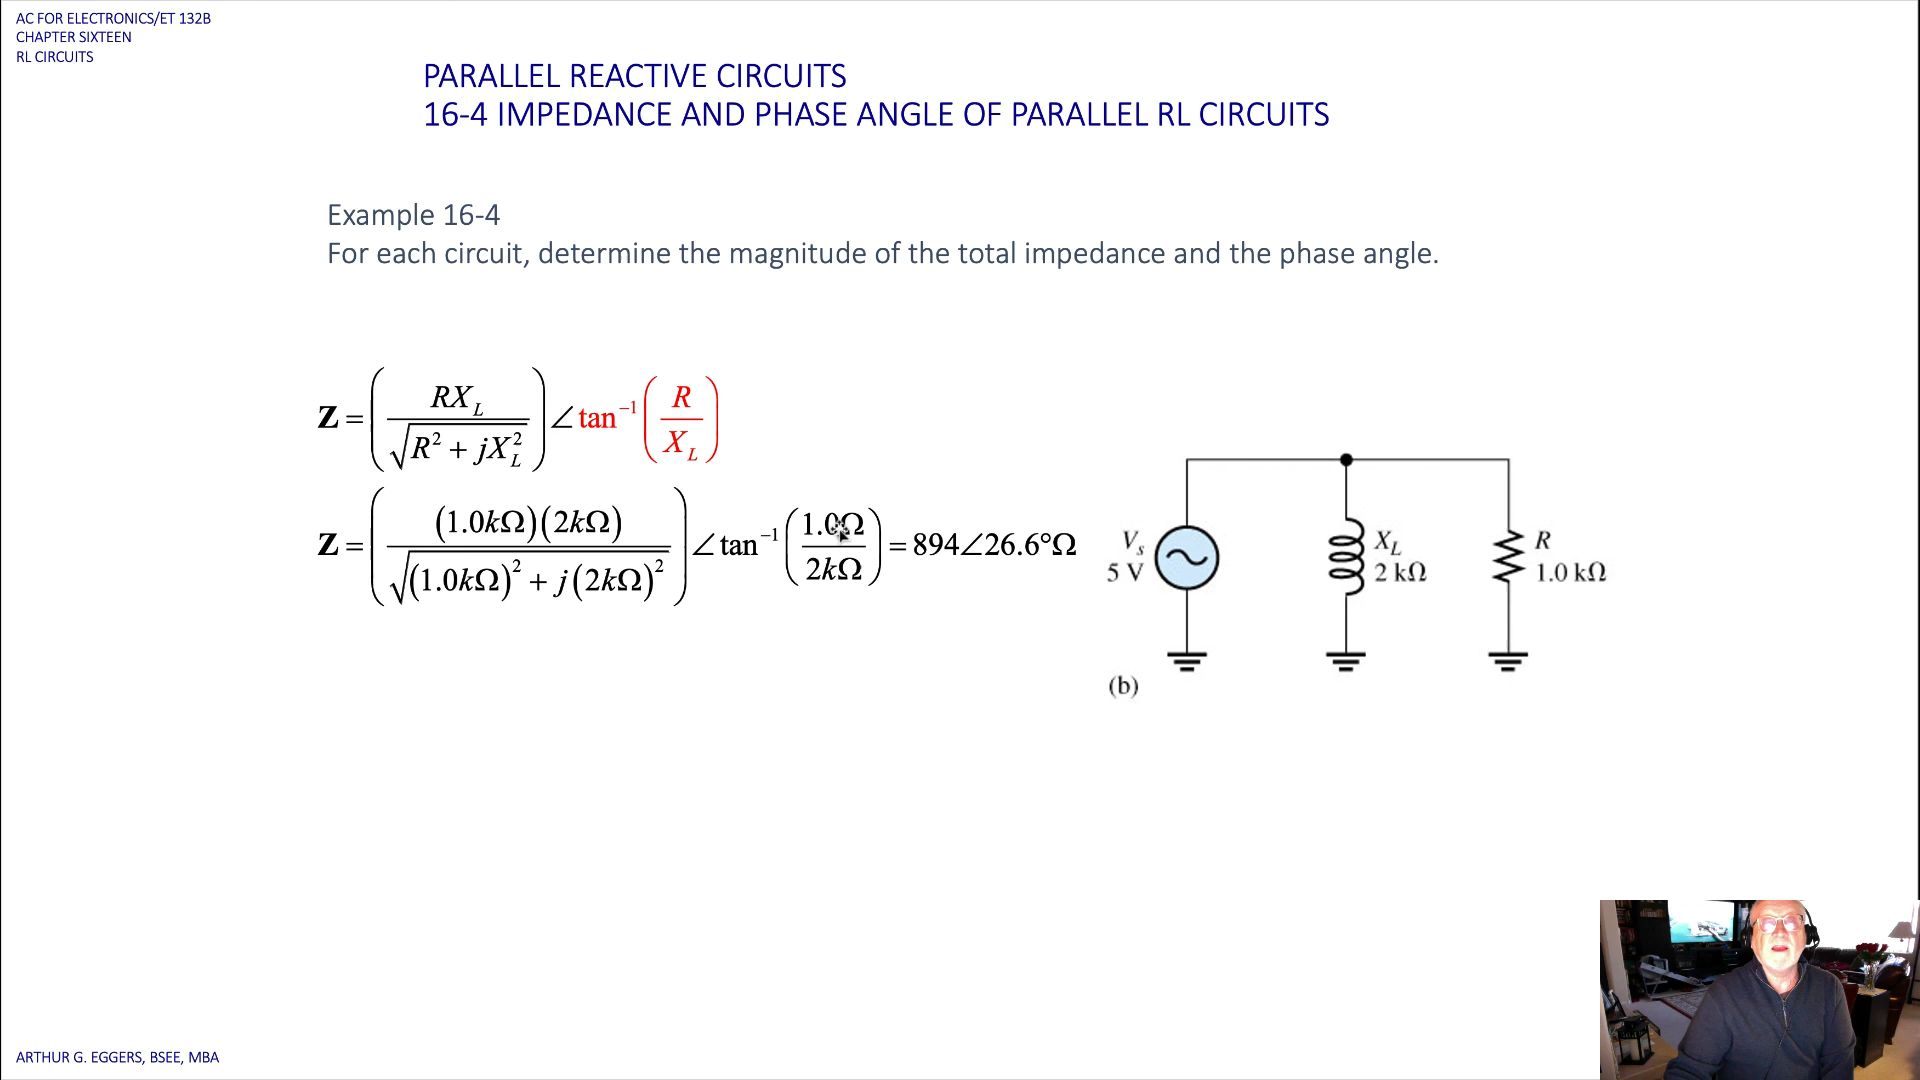 AC FOR ELECTRONICS/ET 132B
CHAPTER SIXTEEN
RL CIRCUITS
PARALLEL REACTIVE CIRCUITS
16-4 IMPEDANCE AND PHASE ANGLE OF PARALLEL RL CIRCUITS
Example 16-4
For each circuit, determine the magnitude of the total impedance and the phase angle.
Z = (RX_L / √(R² + jX_L²)) ∠ tan⁻¹ (R / X_L)
Z = ((1.0kΩ)(2kΩ) / √((1.0kΩ)² + j(2kΩ)²)) ∠ tan⁻¹ (1.0Ω / 2kΩ) = 894∠26.6°Ω
V_s
5 V
X_L
2 kΩ
R
1.0 kΩ
(b)
ARTHUR G. EGGERS, BSEE, MBA